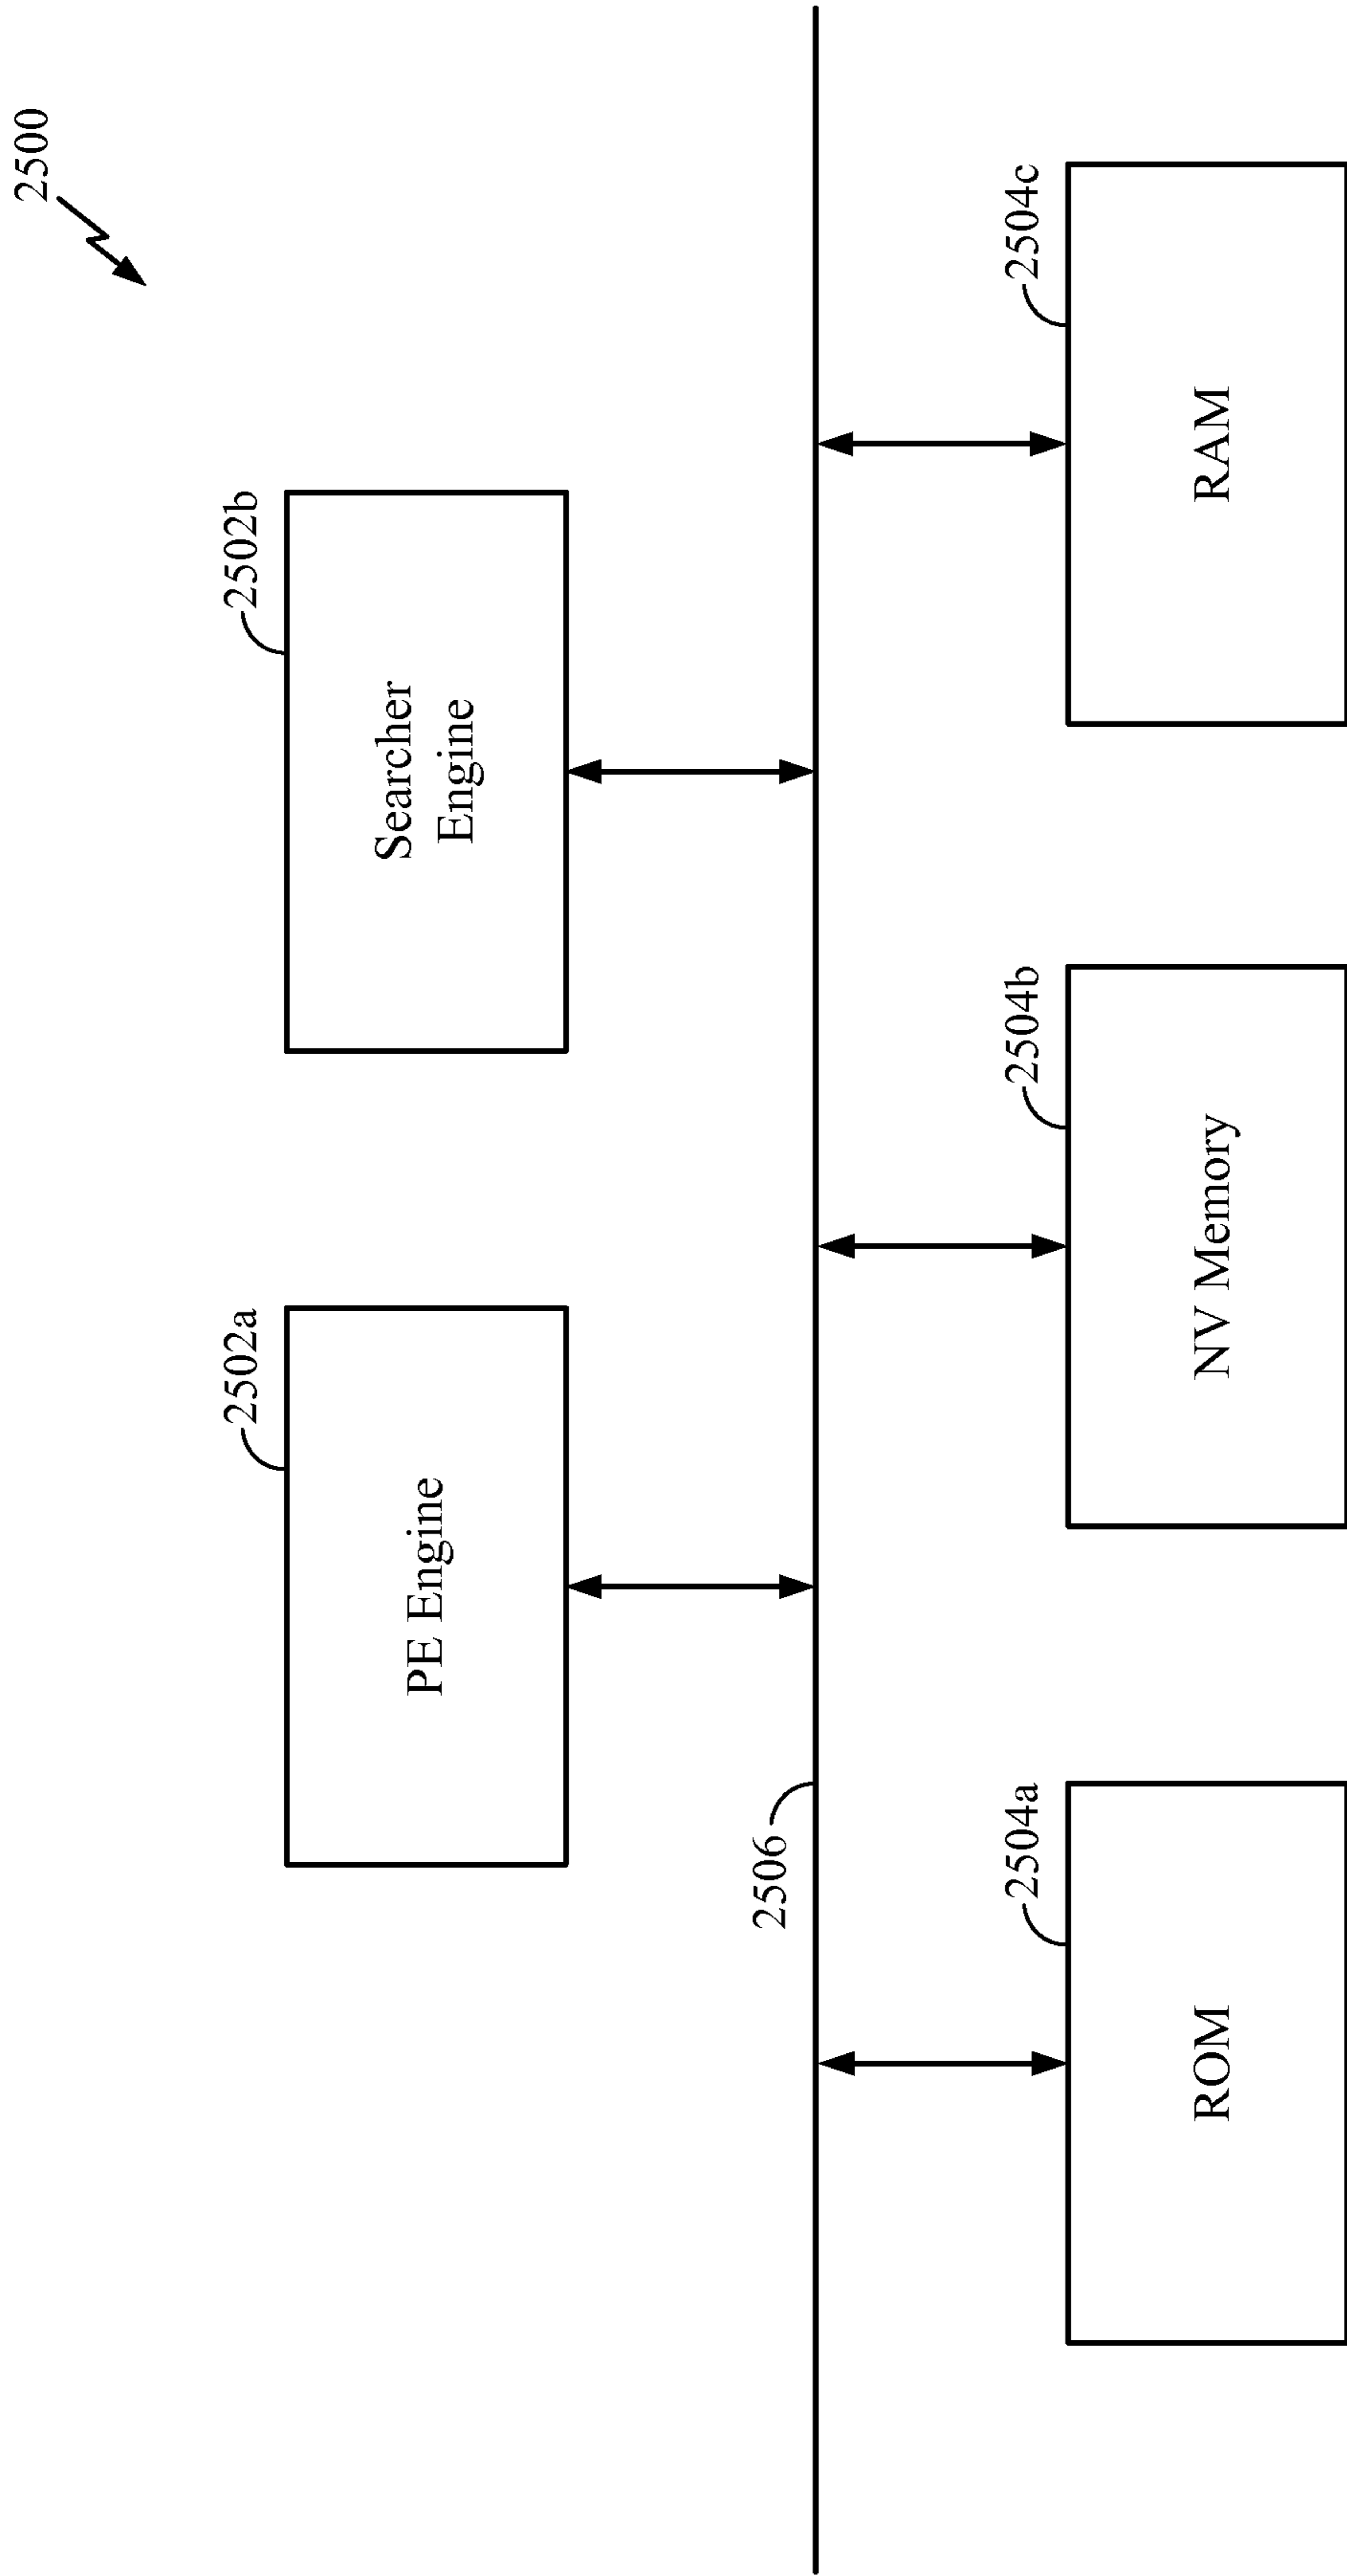 2500
2502a
2502b
PE Engine
Searcher
Engine
2506
2504a
2504b
2504c
ROM
NV Memory
RAM